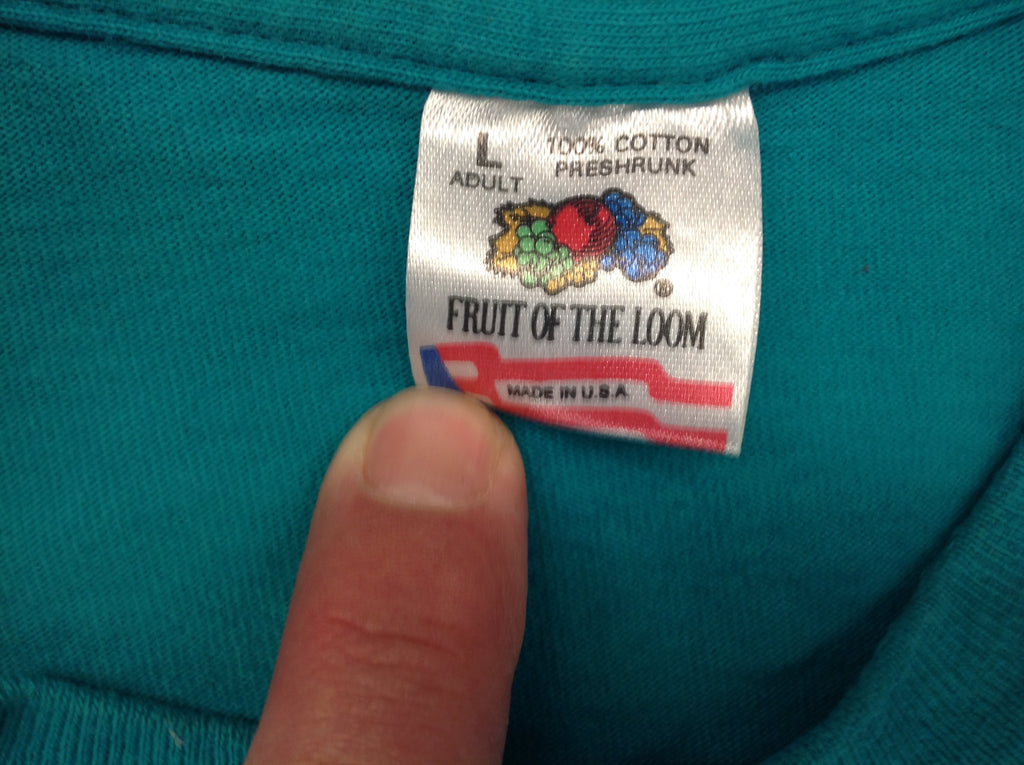 L
ADULT
100% COTTON
PRESHRUNK
®
FRUIT OF THE LOOM
MADE IN U.S.A